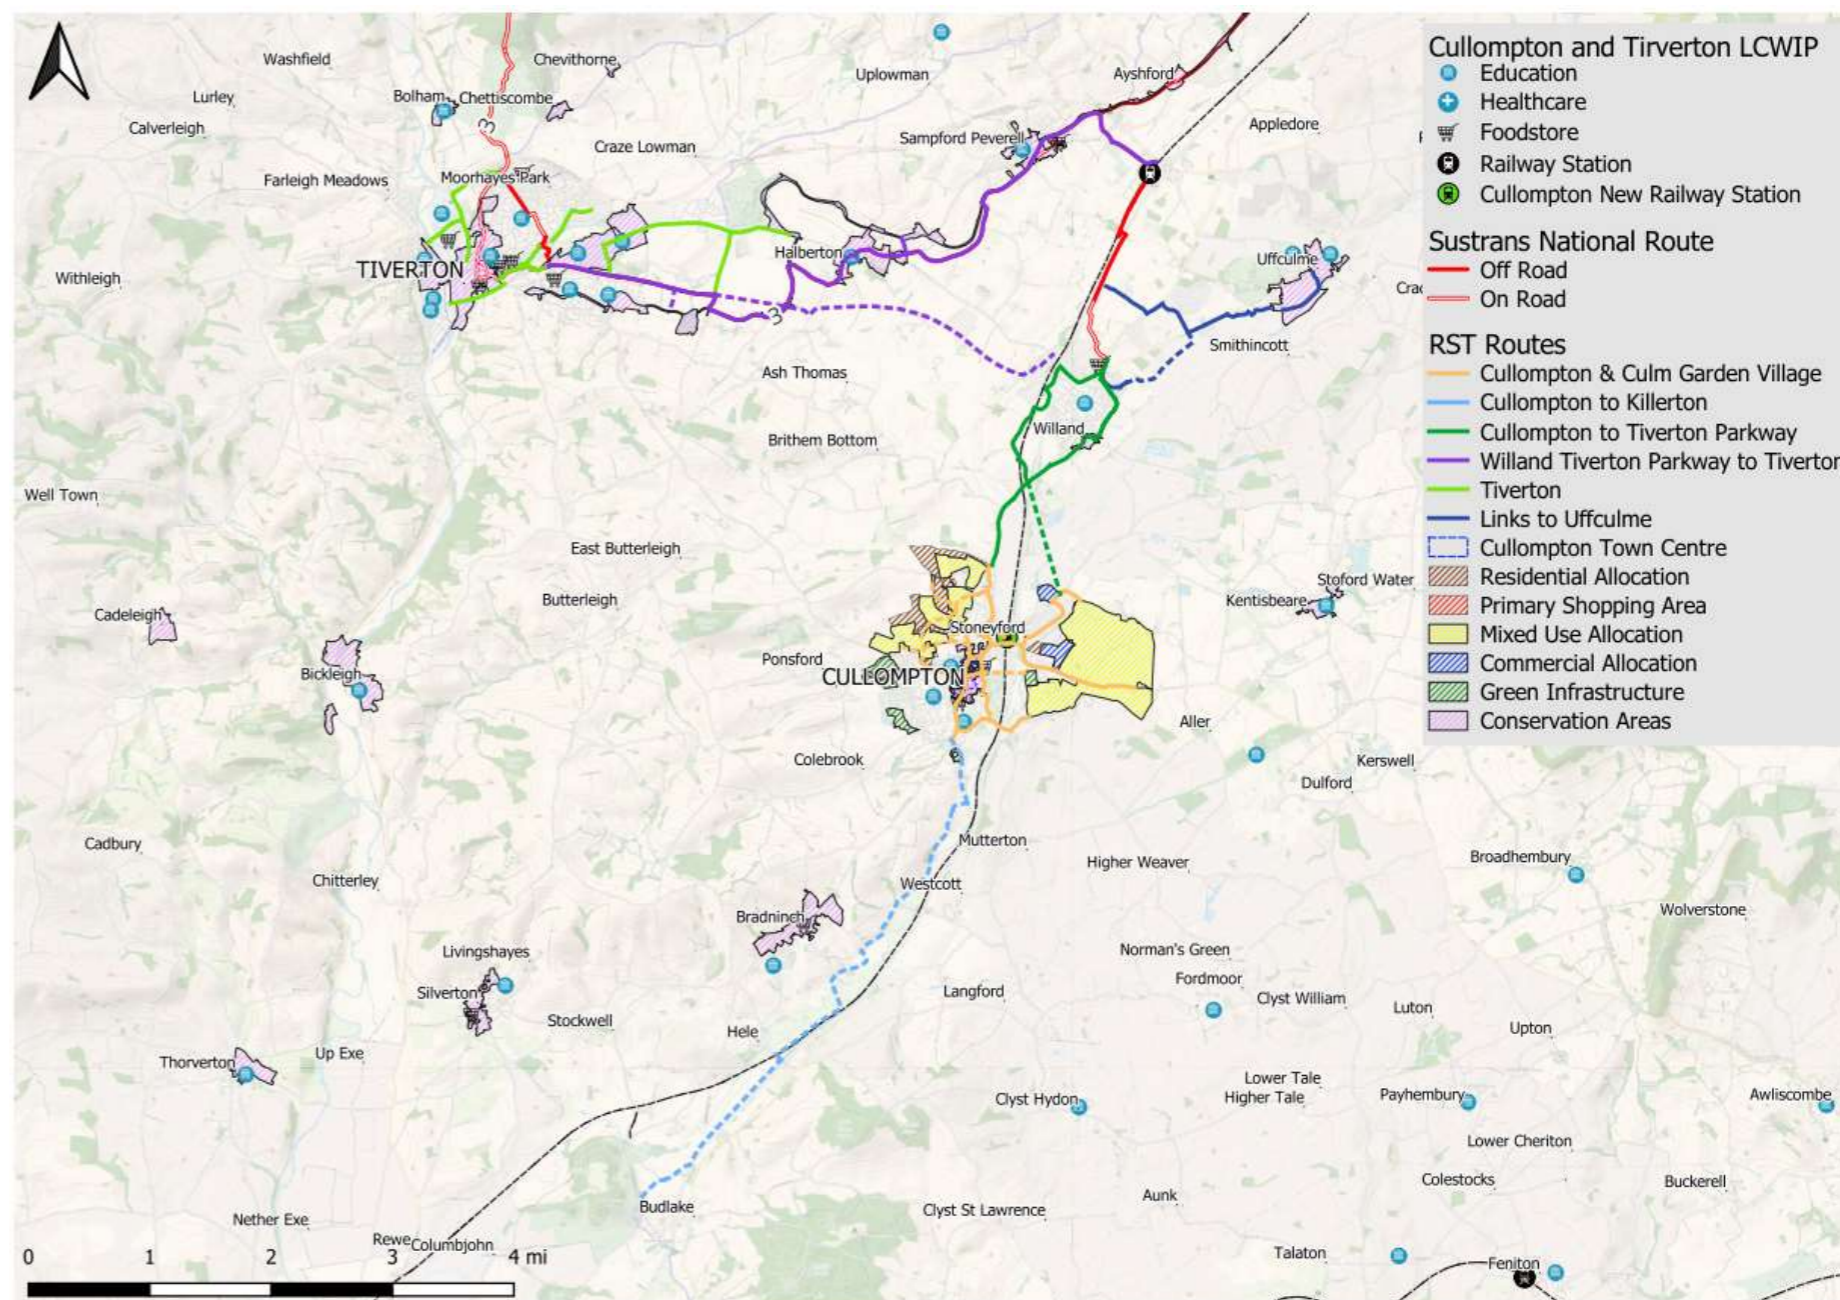 Cullompton and Tirverton LCWIP
Education
Healthcare
Foodstore
Railway Station
Cullompton New Railway Station
Sustrans National Route
Off Road
On Road
RST Routes
Cullompton & Culm Garden Village
Cullompton to Killerton
Cullompton to Tiverton Parkway
Willand Tiverton Parkway to Tiverton
Tiverton
Links to Uffculme
Cullompton Town Centre
Residential Allocation
Primary Shopping Area
Mixed Use Allocation
Commercial Allocation
Green Infrastructure
Conservation Areas
Washfield
Chevithorne
Uplowman
Ayshford
Lurley
Bolham
Chettiscombe
Calverleigh
3
Sampford Peverell
Appledore
Craze Lowman
Farleigh Meadows
Moorhayes Park
Withleigh
TIVERTON
Halberton
Uffculme
3
Smithincott
Ash Thomas
Brithem Bottom
Willand
Well Town
East Butterleigh
Butterleigh
Stoford Water
Kentisbeare
Cadeleigh
Stoneyford
Ponsford
CULLOMPTON
Bickleigh
Aller
Colebrook
Kerswell
Dulford
Cadbury
Mutterton
Higher Weaver
Broadhembury
Chitterley
Westcott
Bradninch
Wolverstone
Livingshayes
Norman's Green
Fordmoor
Silverton
Langford
Clyst William
Luton
Stockwell
Hele
Upton
Thorverton
Up Exe
Lower Tale
Higher Tale
Clyst Hydon
Payhembury
Awliscombe
Lower Cheriton
Colestocks
Buckerell
Budlake
Aunk
Clyst St Lawrence
Nether Exe
Rewe
Columbjohn
Talaton
Feniton
0 1 2 3 4 mi